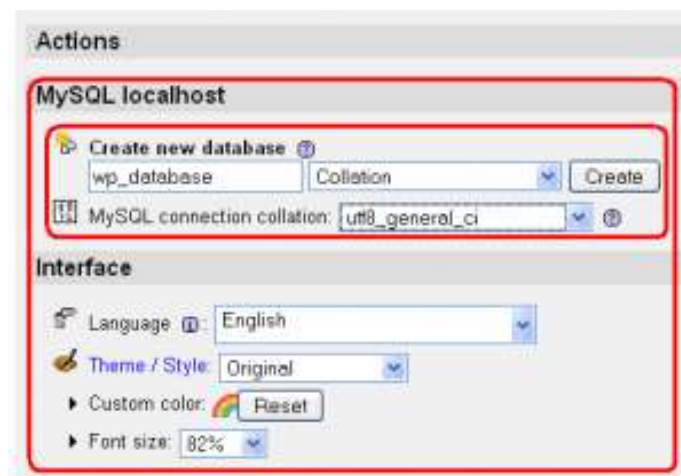 Actions
MySQL localhost
Create new database
wp_database Collation Create
MySQL connection collation: utf8_general_ci
Interface
Language : English
Theme / Style: Original
Custom color: Reset
Font size: 82%